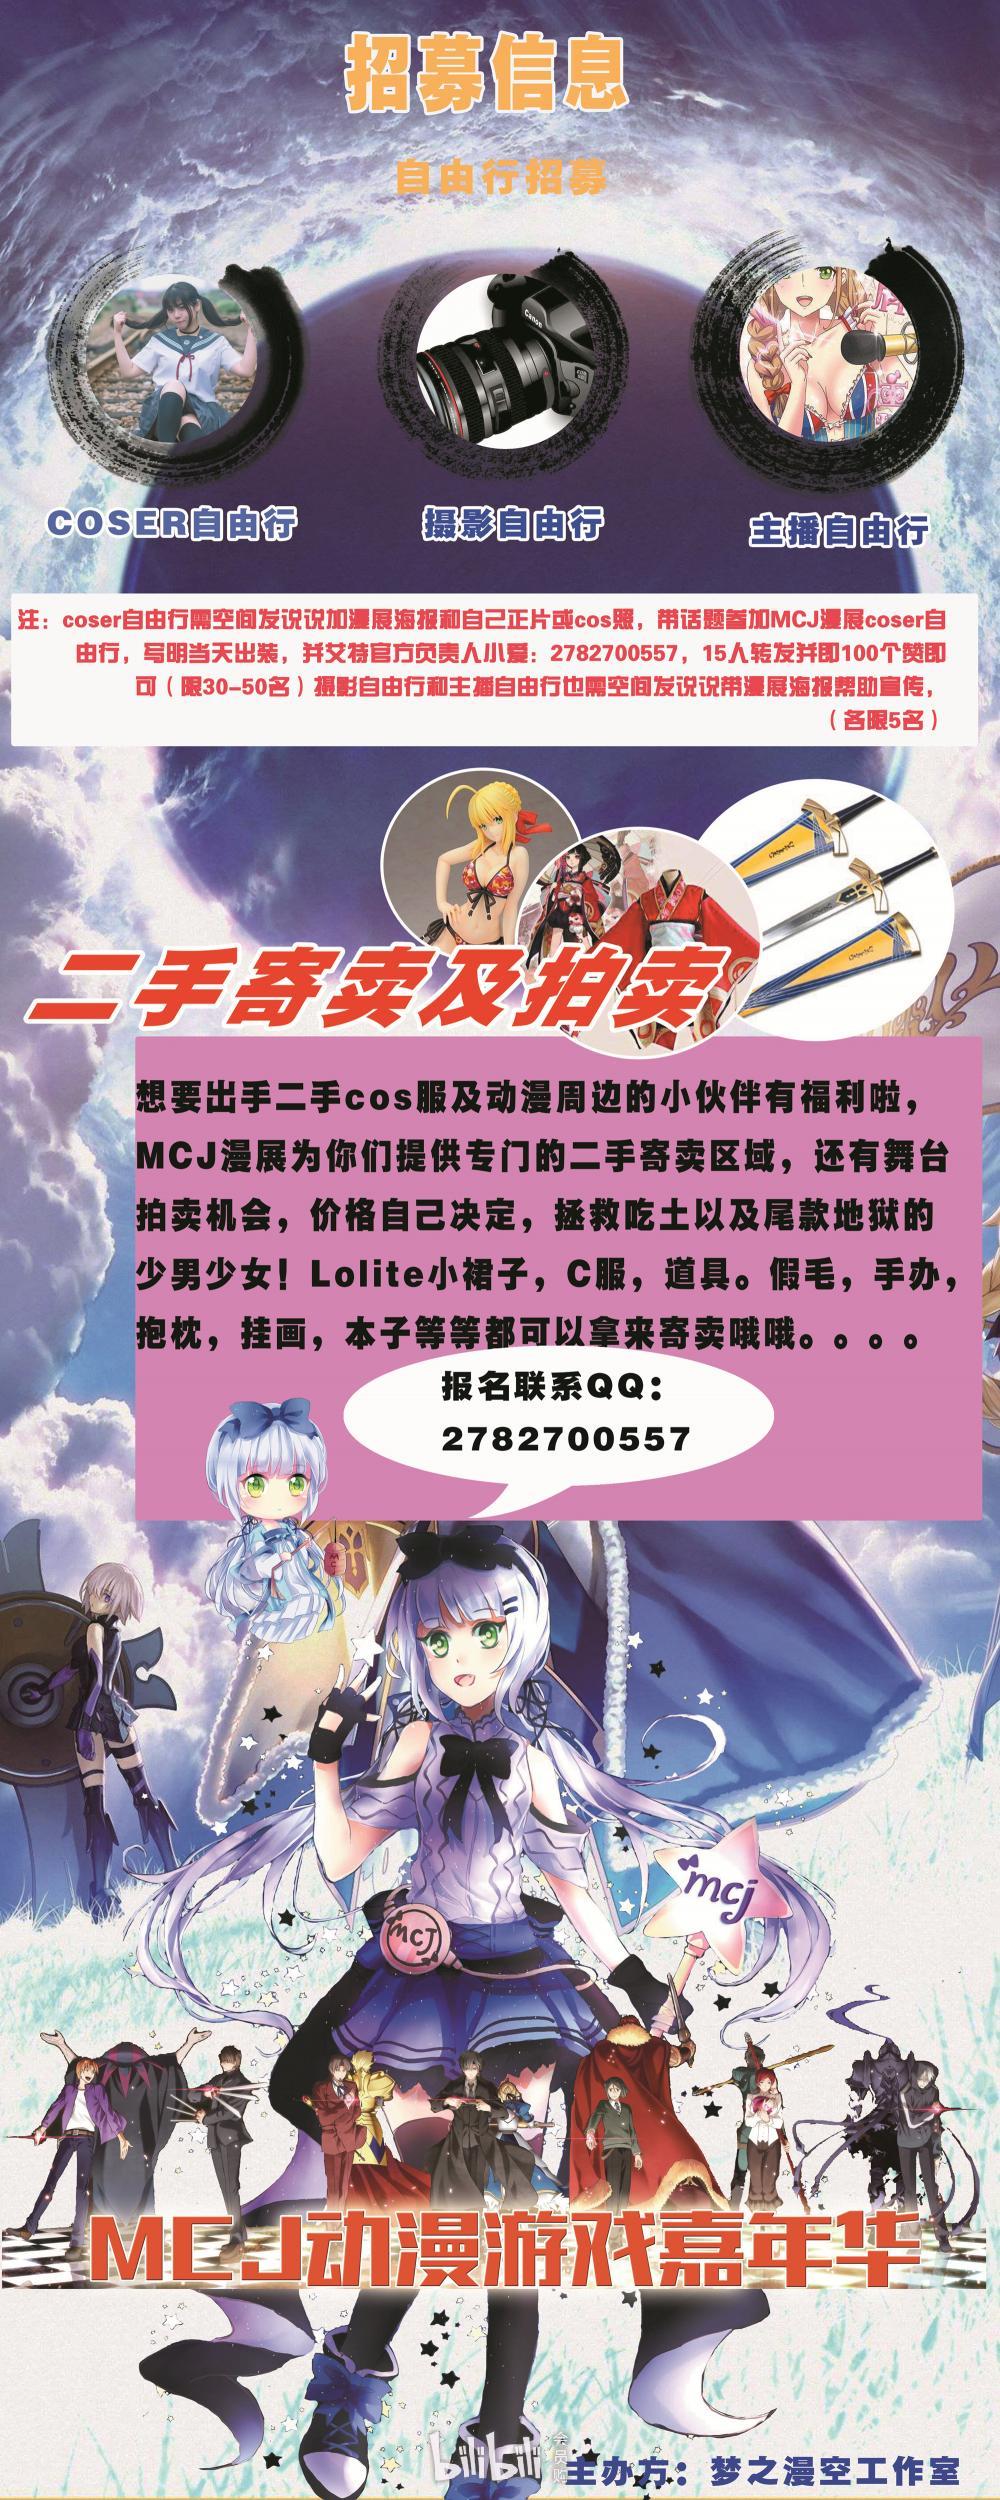 招募信息
自由行招募
Canon
COSER自由行
摄影自由行
主播自由行
注：coser自由行需空间发说说加漫展海报和自己正片或cos照，带话题参加MCJ漫展coser自
由行，写明当天出装，并艾特官方负责人小爱：2782700557，15人转发并即100个赞即
可（限30-50名）摄影自由行和主播自由行也需空间发说说带漫展海报帮助宣传，
（各限5名）
二手寄卖及拍卖
想要出手二手cos服及动漫周边的小伙伴有福利啦，
MCJ漫展为你们提供专门的二手寄卖区域，还有舞台
拍卖机会，价格自己决定，拯救吃土以及尾款地狱的
少男少女！Lolite小裙子，C服，道具。假毛，手办，
抱枕，挂画，本子等等都可以拿来寄卖哦哦。。。。
报名联系QQ：
2782700557
mcj
MCJ
MCJ动漫游戏嘉年华
bilibili 会员购
主办方：梦之漫空工作室